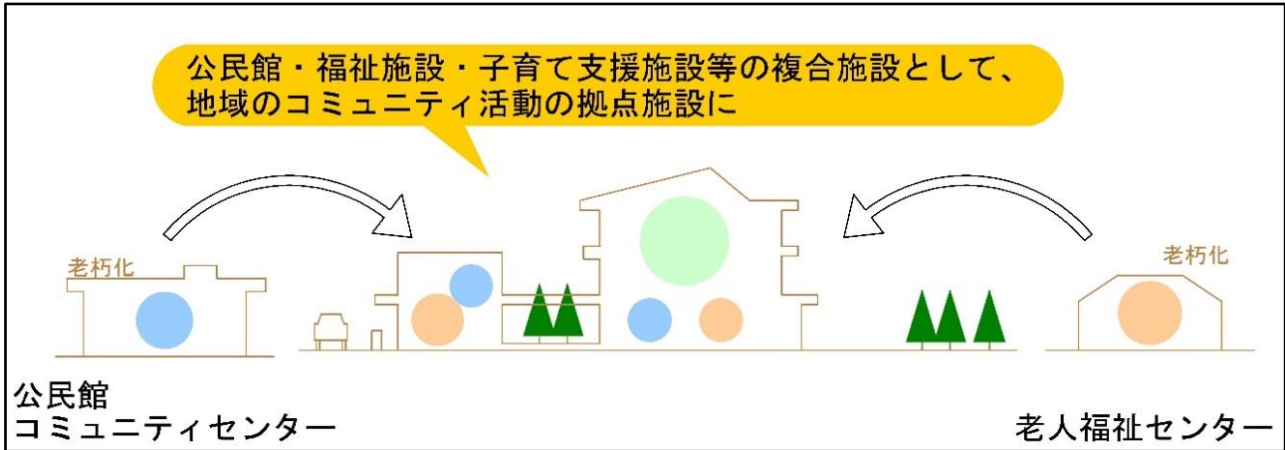 公民館・福祉施設・子育て支援施設等の複合施設として、
地域のコミュニティ活動の拠点施設に
老朽化
老朽化
公民館
コミュニティセンター
老人福祉センター